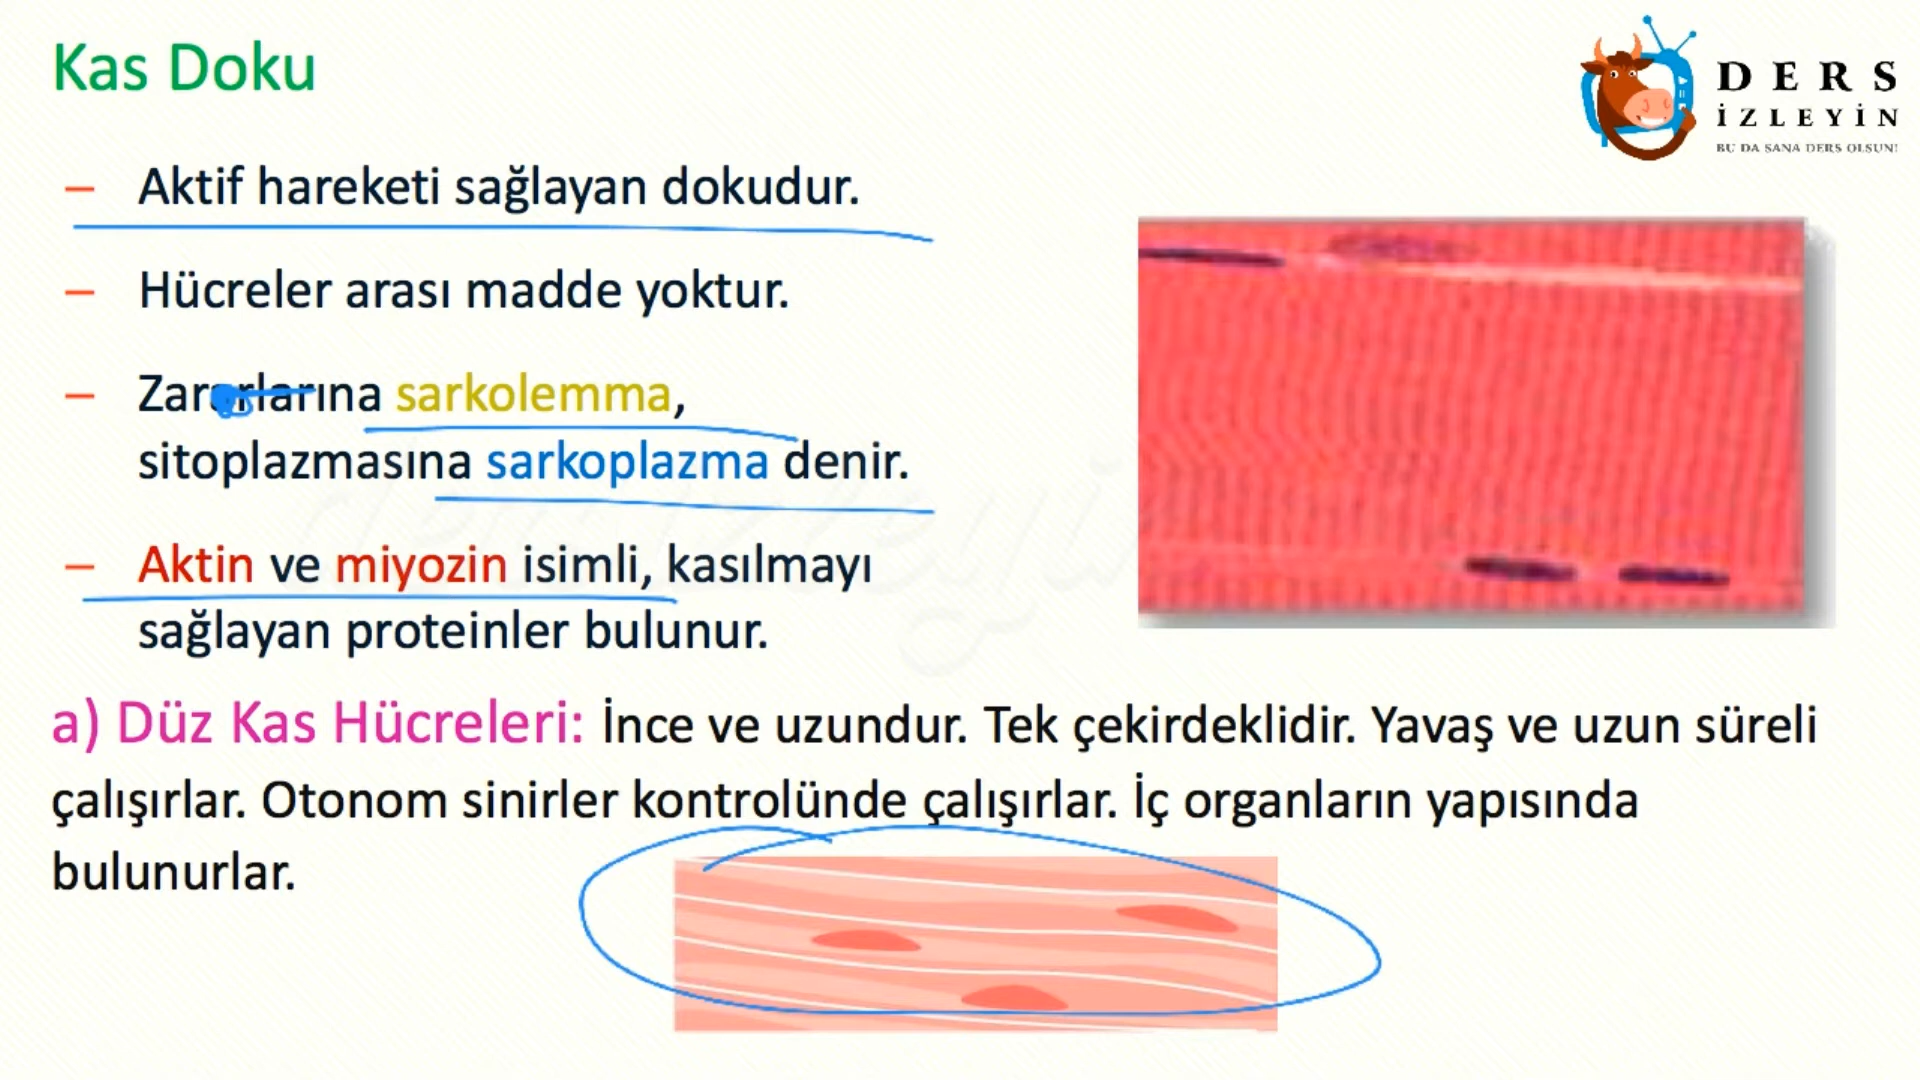 Kas Doku
DERS
İZLEYİN
BU DA SANA DERS OLSUN!
– Aktif hareketi sağlayan dokudur.
– Hücreler arası madde yoktur.
– Zararlarına sarkolemma,
sitoplazmasına sarkoplazma denir.
– Aktin ve miyozin isimli, kasılmayı
sağlayan proteinler bulunur.
a) Düz Kas Hücreleri: İnce ve uzundur. Tek çekirdeklidir. Yavaş ve uzun süreli
çalışırlar. Otonom sinirler kontrolünde çalışırlar. İç organların yapısında
bulunurlar.
dersizleyin